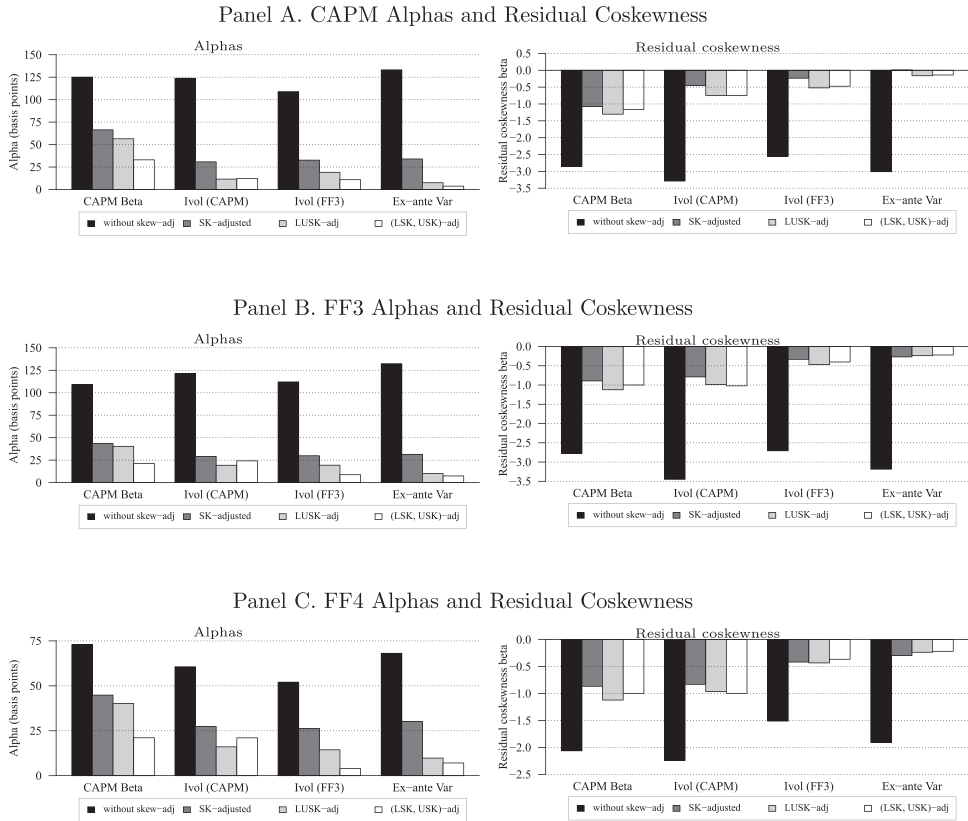 Panel A. CAPM Alphas and Residual Coskewness
Alphas
Alpha (basis points)
150
125
100
75
50
25
0
CAPM Beta
Ivol (CAPM)
Ivol (FF3)
Ex−ante Var
without skew−adj
SK−adjusted
LUSK−adj
(LSK, USK)−adj
Residual coskewness
Residual coskewness beta
0.5
0.0
−0.5
−1.0
−1.5
−2.0
−2.5
−3.0
−3.5
CAPM Beta
Ivol (CAPM)
Ivol (FF3)
Ex−ante Var
without skew−adj
SK−adjusted
LUSK−adj
(LSK, USK)−adj
Panel B. FF3 Alphas and Residual Coskewness
Alphas
Alpha (basis points)
150
125
100
75
50
25
0
CAPM Beta
Ivol (CAPM)
Ivol (FF3)
Ex−ante Var
without skew−adj
SK−adjusted
LUSK−adj
(LSK, USK)−adj
Residual coskewness
Residual coskewness beta
0.0
−0.5
−1.0
−1.5
−2.0
−2.5
−3.0
−3.5
CAPM Beta
Ivol (CAPM)
Ivol (FF3)
Ex−ante Var
without skew−adj
SK−adjusted
LUSK−adj
(LSK, USK)−adj
Panel C. FF4 Alphas and Residual Coskewness
Alphas
Alpha (basis points)
75
50
25
0
CAPM Beta
Ivol (CAPM)
Ivol (FF3)
Ex−ante Var
without skew−adj
SK−adjusted
LUSK−adj
(LSK, USK)−adj
Residual coskewness
Residual coskewness beta
0.0
−0.5
−1.0
−1.5
−2.0
−2.5
CAPM Beta
Ivol (CAPM)
Ivol (FF3)
Ex−ante Var
without skew−adj
SK−adjusted
LUSK−adj
(LSK, USK)−adj